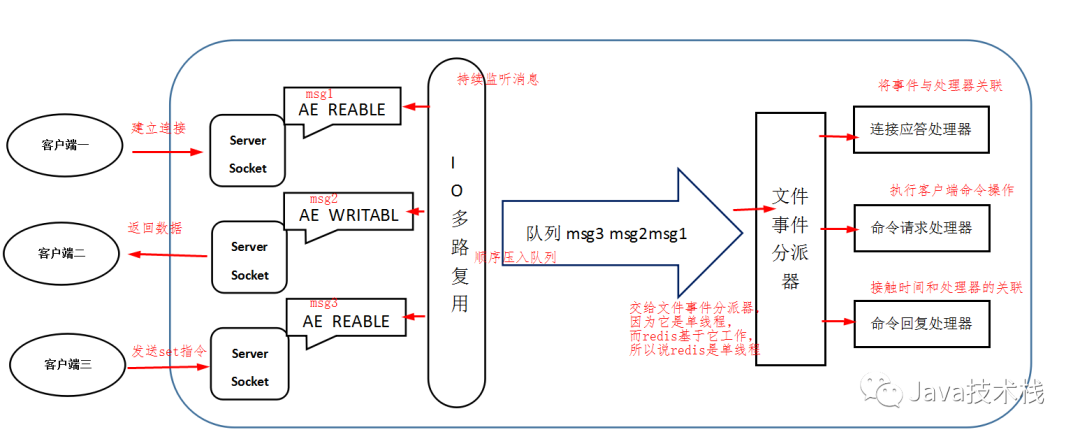 客户端一
建立连接
Server
Socket
msg1
AE REABLE
客户端二
返回数据
Server
Socket
msg2
AE WRITABL
客户端三
发送set指令
Server
Socket
msg3
AE REABLE
持续监听消息
IO多路复用
顺序压入队列
队列 msg3 msg2msg1
交给文件事件分派器，
因为它是单线程，
而redis基于它工作，
所以说redis是单线程
文件
事件
分派
器
将事件与处理器关联
连接应答处理器
执行客户端命令操作
命令请求处理器
接触时间和处理器的关联
命令回复处理器
Java技术栈